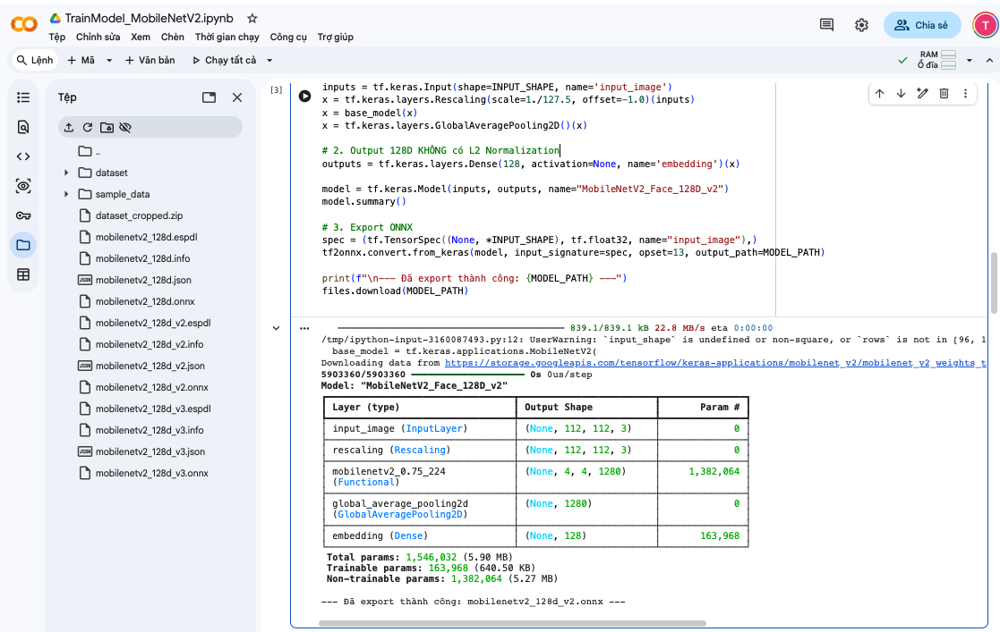 TrainModel_MobileNetV2.ipynb
Tệp Chỉnh sửa Xem Chèn Thời gian chạy Công cụ Trợ giúp
Chia sẻ
T
Lệnh + Mã + Văn bản Chạy tất cả
RAM
Ổ đĩa
Tệp
..
dataset
sample_data
dataset_cropped.zip
mobilenetv2_128d.espdl
mobilenetv2_128d.info
mobilenetv2_128d.json
mobilenetv2_128d.onnx
mobilenetv2_128d_v2.espdl
mobilenetv2_128d_v2.info
mobilenetv2_128d_v2.json
mobilenetv2_128d_v2.onnx
mobilenetv2_128d_v3.espdl
mobilenetv2_128d_v3.info
mobilenetv2_128d_v3.json
mobilenetv2_128d_v3.onnx
[3]
inputs = tf.keras.Input(shape=INPUT_SHAPE, name='input_image')
x = tf.keras.layers.Rescaling(scale=1./127.5, offset=-1.0)(inputs)
x = base_model(x)
x = tf.keras.layers.GlobalAveragePooling2D()(x)
# 2. Output 128D KHÔNG có L2 Normalization
outputs = tf.keras.layers.Dense(128, activation=None, name='embedding')(x)
model = tf.keras.Model(inputs, outputs, name="MobileNetV2_Face_128D_v2")
model.summary()
# 3. Export ONNX
spec = (tf.TensorSpec((None, *INPUT_SHAPE), tf.float32, name="input_image"),)
tf2onnx.convert.from_keras(model, input_signature=spec, opset=13, output_path=MODEL_PATH)
print(f"\n--- Đã export thành công: {MODEL_PATH} ---")
files.download(MODEL_PATH)
839.1/839.1 kB 22.8 MB/s eta 0:00:00
/tmp/ipython-input-3160087493.py:12: UserWarning: `input_shape` is undefined or non-square, or `rows` is not in [96, 1
base_model = tf.keras.applications.MobileNetV2(
Downloading data from https://storage.googleapis.com/tensorflow/keras-applications/mobilenet_v2/mobilenet_v2_weights_t
5903360/5903360 0s 0us/step
Model: "MobileNetV2_Face_128D_v2"
Layer (type) Output Shape Param #
input_image (InputLayer) (None, 112, 112, 3) 0
rescaling (Rescaling) (None, 112, 112, 3) 0
mobilenetv2_0.75_224 (None, 4, 4, 1280) 1,382,064
(Functional)
global_average_pooling2d (None, 1280) 0
(GlobalAveragePooling2D)
embedding (Dense) (None, 128) 163,968
Total params: 1,546,032 (5.90 MB)
Trainable params: 163,968 (640.50 KB)
Non-trainable params: 1,382,064 (5.27 MB)
--- Đã export thành công: mobilenetv2_128d_v2.onnx ---